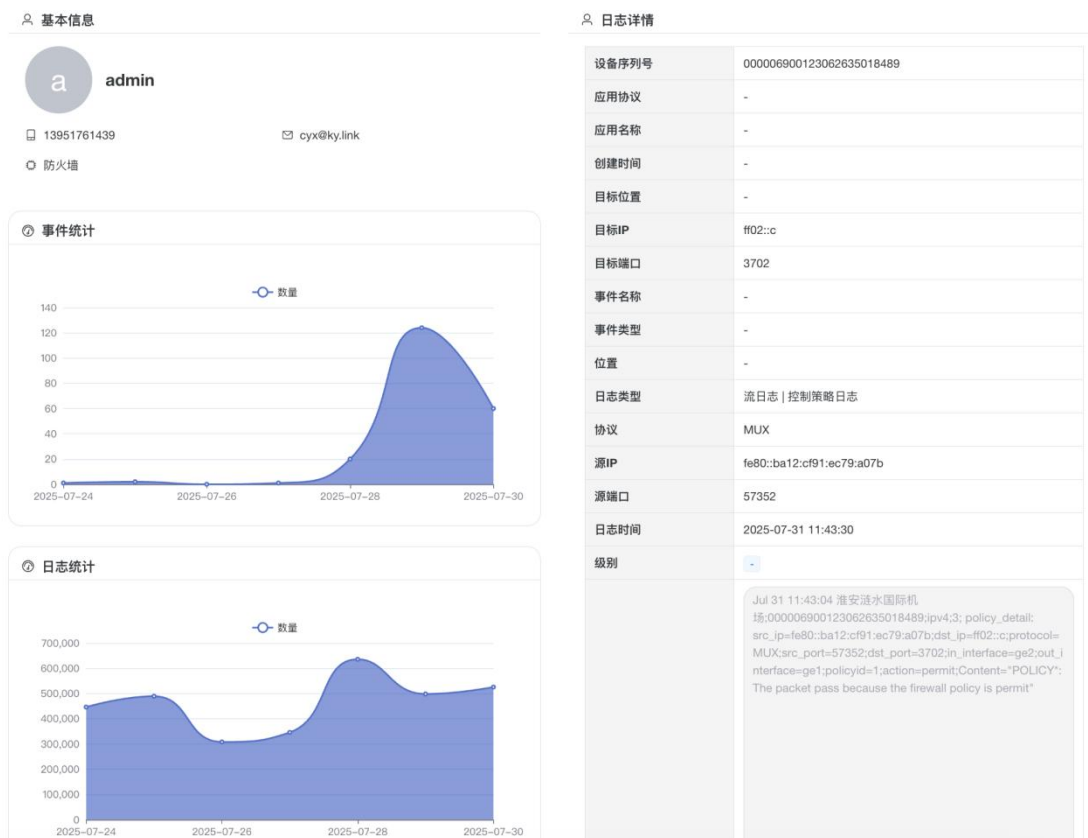 基本信息
a
admin
13951761439
cyx@ky.link
防火墙
事件统计
数量
140
120
100
80
60
40
20
0
2025-07-24
2025-07-26
2025-07-28
2025-07-30
日志统计
数量
700,000
600,000
500,000
400,000
300,000
200,000
100,000
0
2025-07-24
2025-07-26
2025-07-28
2025-07-30
日志详情
设备序列号 000006900123062635018489
应用协议 -
应用名称 -
创建时间 -
目标位置 -
目标IP ff02::c
目标端口 3702
事件名称 -
事件类型 -
位置 -
日志类型 流日志 | 控制策略日志
协议 MUX
源IP fe80::ba12:cf91:ec79:a07b
源端口 57352
日志时间 2025-07-31 11:43:30
级别 -
Jul 31 11:43:04 淮安涟水国际机
场;000006900123062635018489;ipv4;3; policy_detail:
src_ip=fe80::ba12:cf91:ec79:a07b;dst_ip=ff02::c;protocol=
MUX;src_port=57352;dst_port=3702;in_interface=ge2;out_i
nterface=ge1;policyid=1;action=permit;Content="POLICY":
The packet pass because the firewall policy is permit"